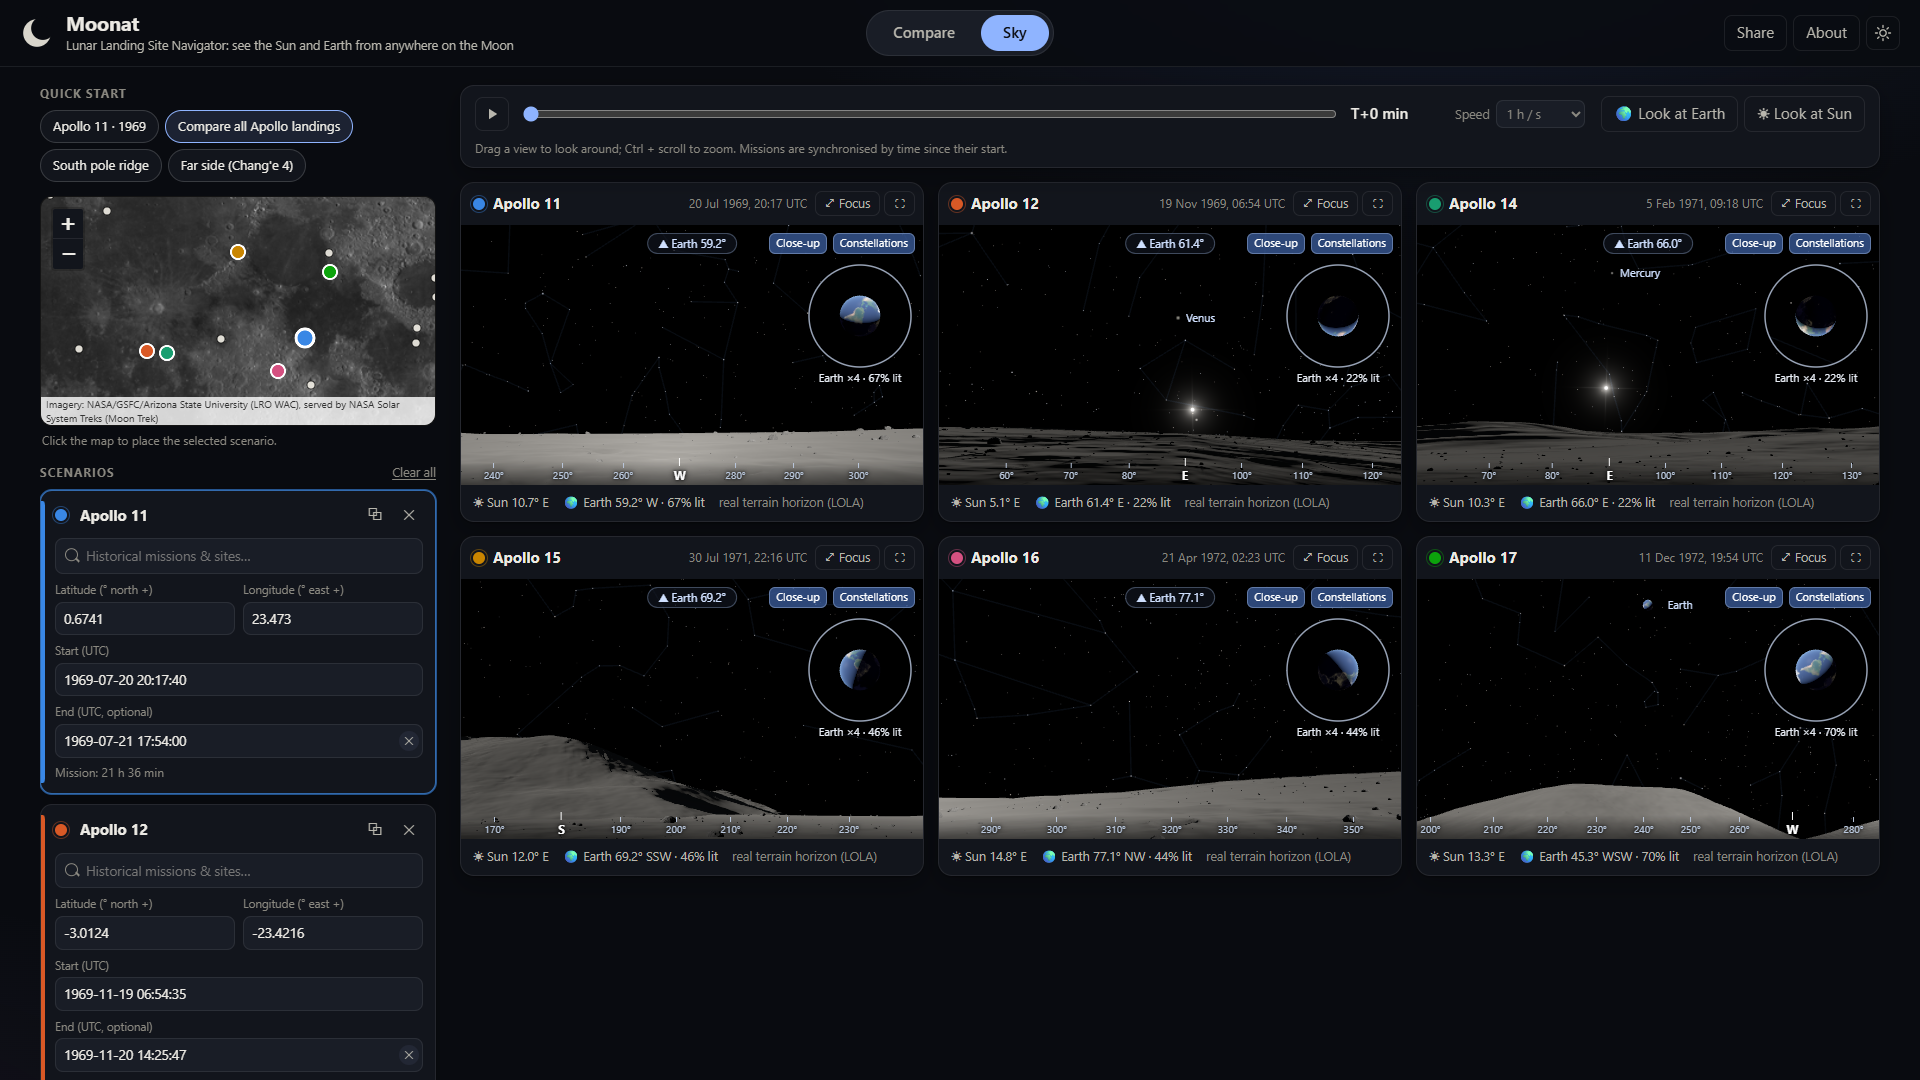 Moonat
Lunar Landing Site Navigator: see the Sun and Earth from anywhere on the Moon
Compare
Sky
Share
About
QUICK START
Apollo 11 · 1969
Compare all Apollo landings
South pole ridge
Far side (Chang'e 4)
+
−
Imagery: NASA/GSFC/Arizona State University (LRO WAC), served by NASA Solar
System Treks (Moon Trek)
Click the map to place the selected scenario.
SCENARIOS
Clear all
Apollo 11
Historical missions & sites...
Latitude (° north +)
Longitude (° east +)
0.6741
23.473
Start (UTC)
1969-07-20 20:17:40
End (UTC, optional)
1969-07-21 17:54:00
Mission: 21 h 36 min
Apollo 12
Historical missions & sites...
Latitude (° north +)
Longitude (° east +)
-3.0124
-23.4216
Start (UTC)
1969-11-19 06:54:35
End (UTC, optional)
1969-11-20 14:25:47
T+0 min
Speed
1 h / s
Look at Earth
Look at Sun
Drag a view to look around; Ctrl + scroll to zoom. Missions are synchronised by time since their start.
Apollo 11
20 Jul 1969, 20:17 UTC
Focus
▲ Earth 59.2°
Close-up
Constellations
Earth ×4 · 67% lit
240° 250° 260° W 280° 290° 300°
Sun 10.7° E
Earth 59.2° W · 67% lit
real terrain horizon (LOLA)
Apollo 12
19 Nov 1969, 06:54 UTC
Focus
▲ Earth 61.4°
Close-up
Constellations
Venus
Earth ×4 · 22% lit
60° 70° 80° E 100° 110° 120°
Sun 5.1° E
Earth 61.4° E · 22% lit
real terrain horizon (LOLA)
Apollo 14
5 Feb 1971, 09:18 UTC
Focus
▲ Earth 66.0°
Close-up
Constellations
Mercury
Earth ×4 · 22% lit
70° 80° E 100° 110° 120° 130°
Sun 10.3° E
Earth 66.0° E · 22% lit
real terrain horizon (LOLA)
Apollo 15
30 Jul 1971, 22:16 UTC
Focus
▲ Earth 69.2°
Close-up
Constellations
Earth ×4 · 46% lit
170° S 190° 200° 210° 220° 230°
Sun 12.0° E
Earth 69.2° SSW · 46% lit
real terrain horizon (LOLA)
Apollo 16
21 Apr 1972, 02:23 UTC
Focus
▲ Earth 77.1°
Close-up
Constellations
Earth ×4 · 44% lit
290° 300° 310° 320° 330° 340° 350°
Sun 14.8° E
Earth 77.1° NW · 44% lit
real terrain horizon (LOLA)
Apollo 17
11 Dec 1972, 19:54 UTC
Focus
Earth
Close-up
Constellations
Earth ×4 · 70% lit
200° 210° 220° 230° 240° 250° 260° W 280°
Sun 13.3° E
Earth 45.3° WSW · 70% lit
real terrain horizon (LOLA)